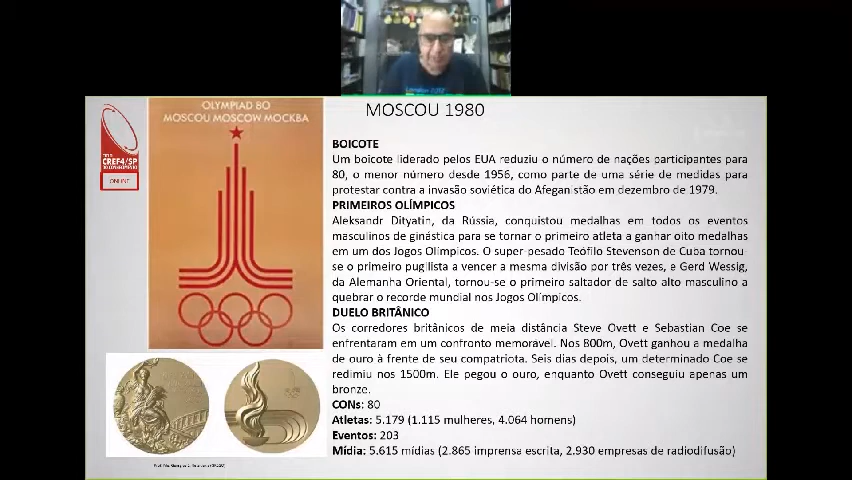 OLYMPIAD 80
MOSCOU MOSCOW MOCKBA
MOSCOU 1980
CREF4/SP
ONLINE
BOICOTE
Um boicote liderado pelos EUA reduziu o número de nações participantes para
80, o menor número desde 1956, como parte de uma série de medidas para
protestar contra a invasão soviética do Afeganistão em dezembro de 1979.
PRIMEIROS OLÍMPICOS
Aleksandr Dityatin, da Rússia, conquistou medalhas em todos os eventos
masculinos de ginástica para se tornar o primeiro atleta a ganhar oito medalhas
em um dos Jogos Olímpicos. O super-pesado Teófilo Stevenson de Cuba tornou-
se o primeiro pugilista a vencer a mesma divisão por três vezes, e Gerd Wessig,
da Alemanha Oriental, tornou-se o primeiro saltador de salto alto masculino a
quebrar o recorde mundial nos Jogos Olímpicos.
DUELO BRITÂNICO
Os corredores britânicos de meia distância Steve Ovett e Sebastian Coe se
enfrentaram em um confronto memorável. Nos 800m, Ovett ganhou a medalha
de ouro à frente de seu compatriota. Seis dias depois, um determinado Coe se
redimiu nos 1500m. Ele pegou o ouro, enquanto Ovett conseguiu apenas um
bronze.
CONs: 80
Atletas: 5.179 (1.115 mulheres, 4.064 homens)
Eventos: 203
Mídia: 5.615 mídias (2.865 imprensa escrita, 2.930 empresas de radiodifusão)